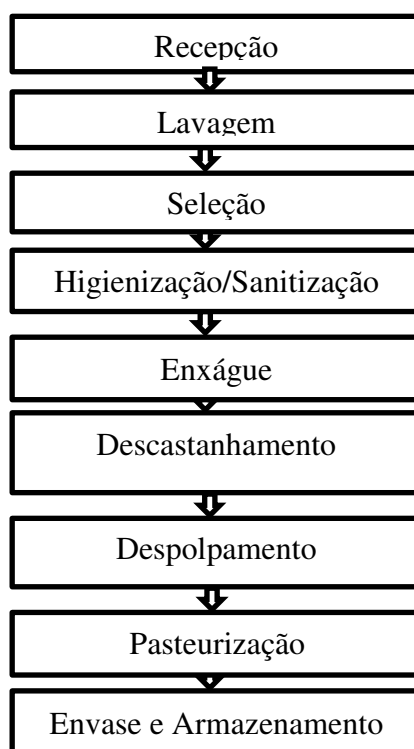 Recepção
Lavagem
Seleção
Higienização/Sanitização
Enxágue
Descastanhamento
Despolpamento
Pasteurização
Envase e Armazenamento